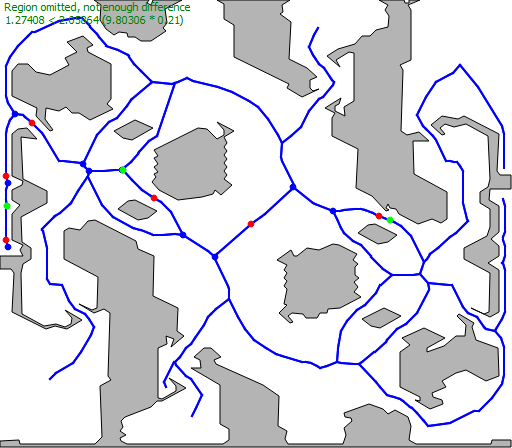 Region omitted, not enough difference
1.27408 < 2.05864 (9.80306 * 0.21)